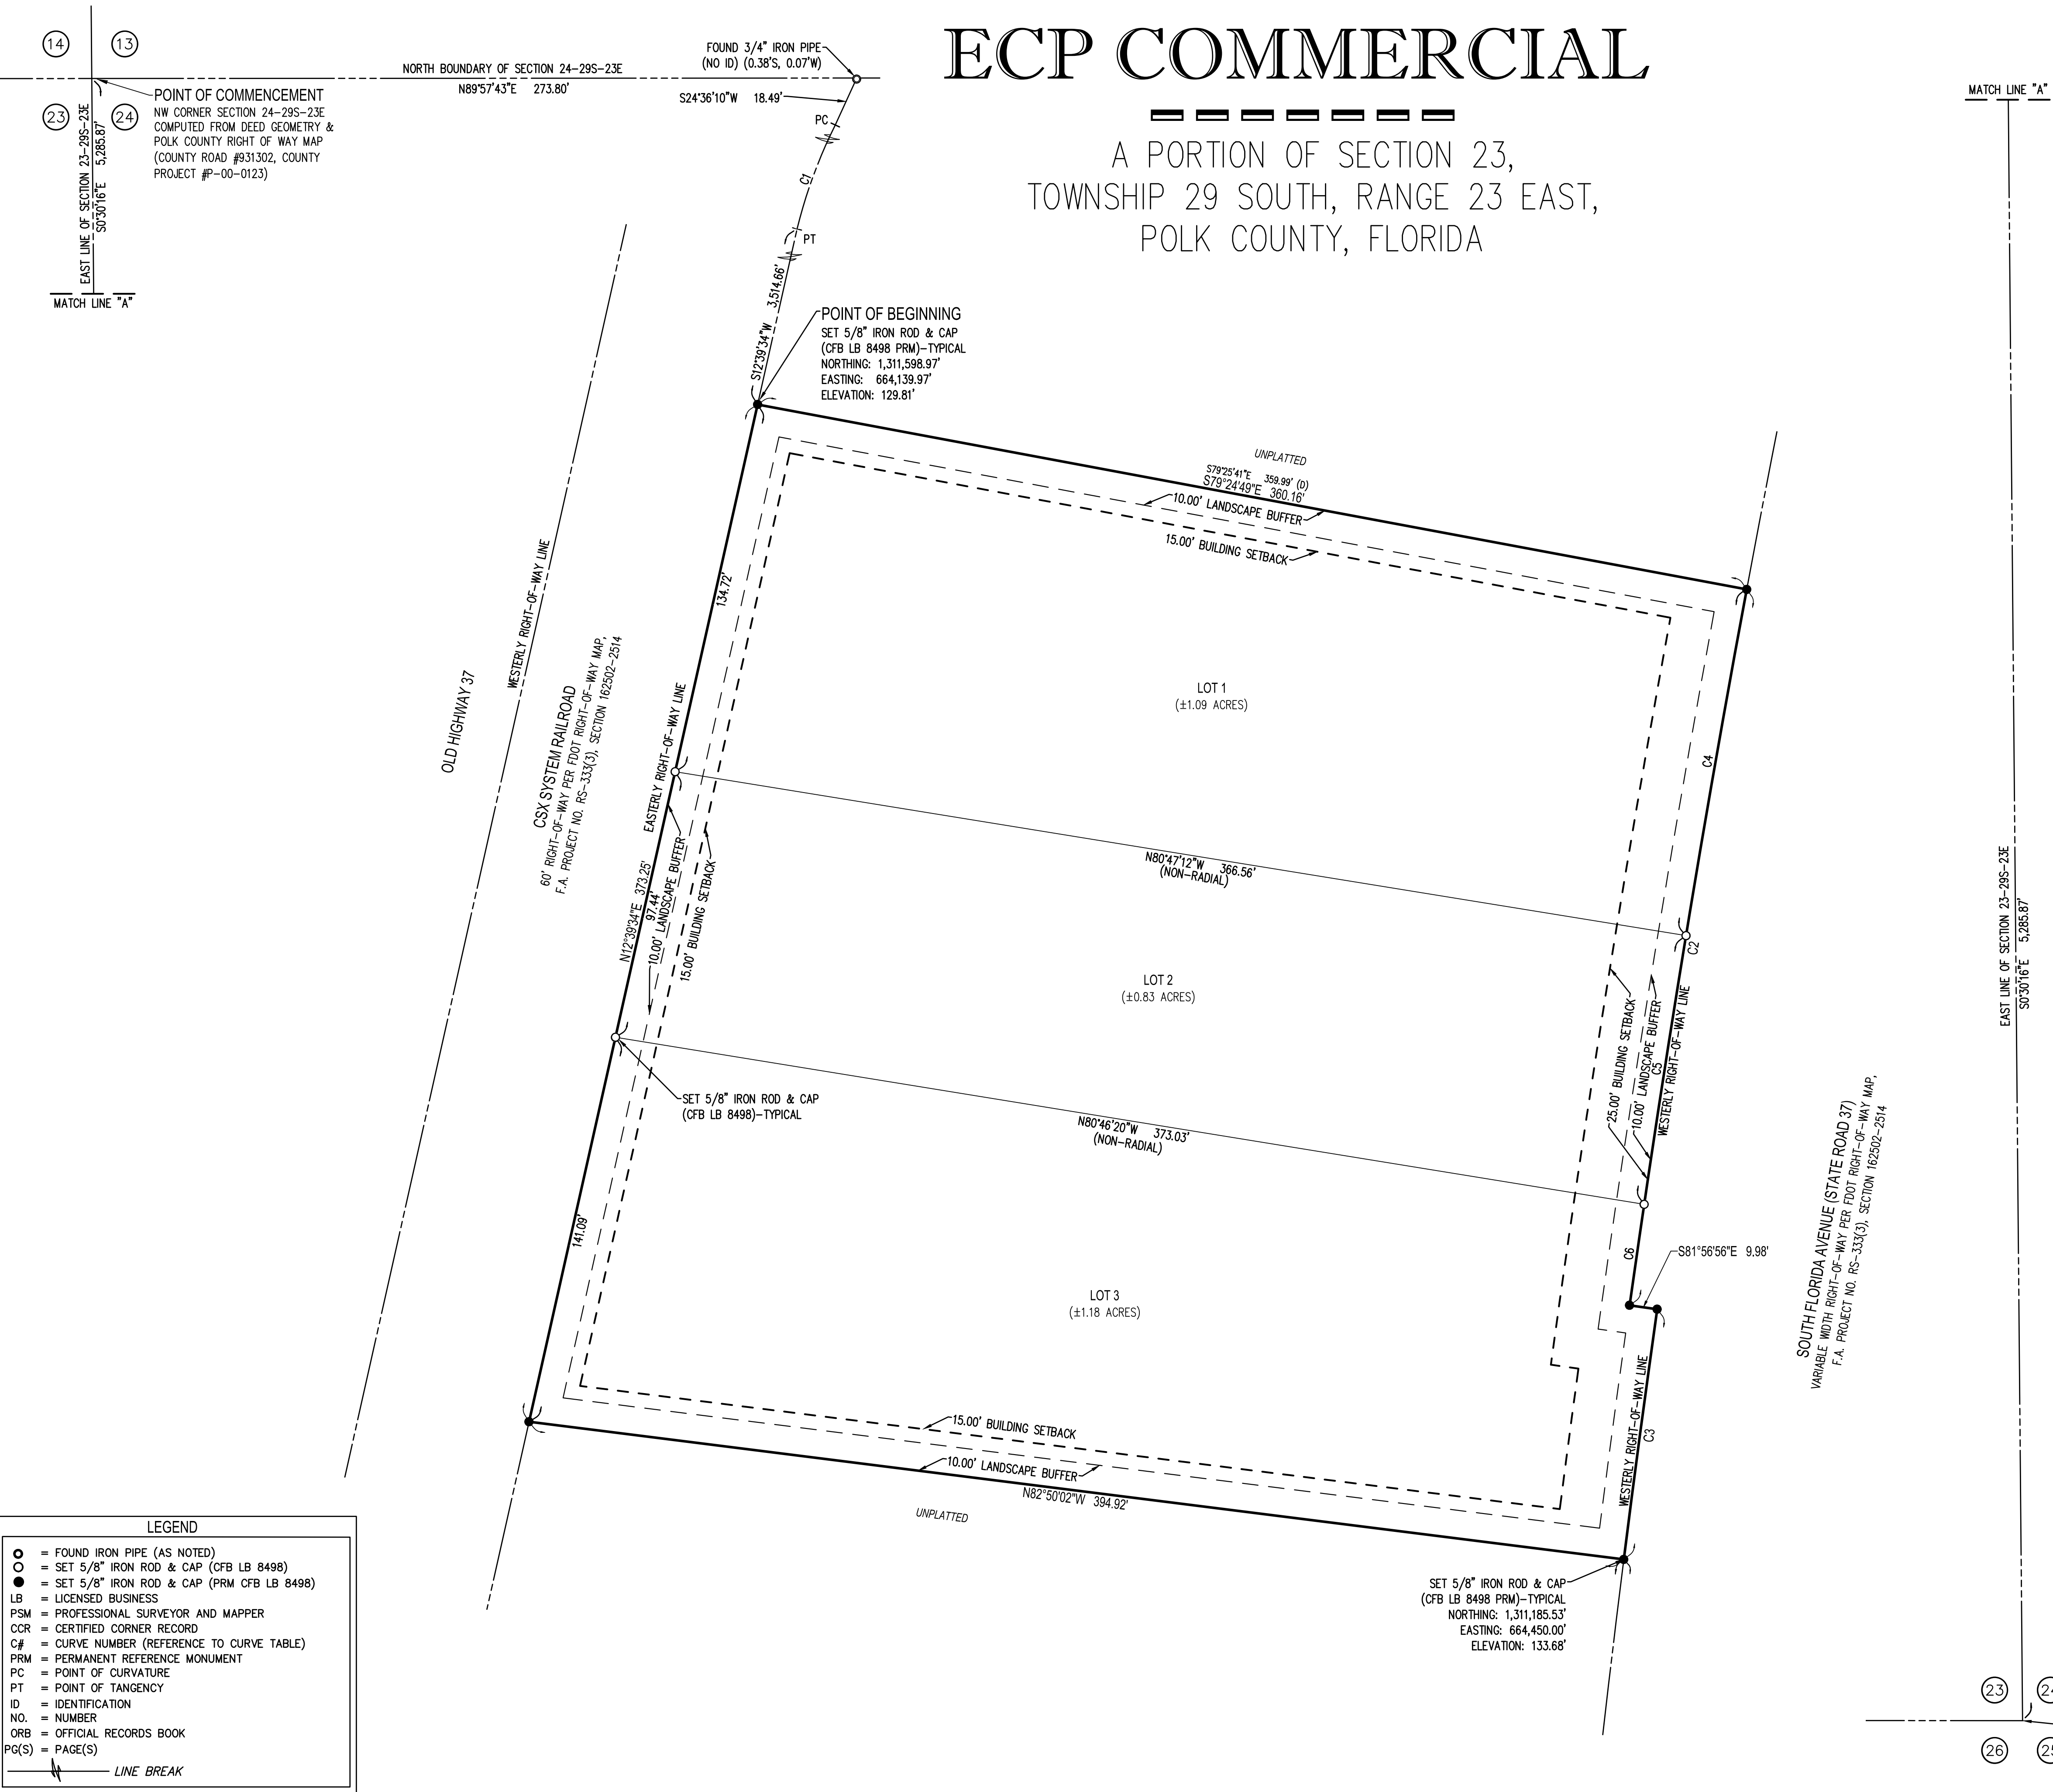 ECP COMMERCIAL
A PORTION OF SECTION 23,
TOWNSHIP 29 SOUTH, RANGE 23 EAST,
POLK COUNTY, FLORIDA
14
13
23
24
NORTH BOUNDARY OF SECTION 24-29S-23E
N89°57'43"E 273.80'
FOUND 3/4" IRON PIPE
(NO ID) (0.38'S, 0.07'W)
S24°36'10"W 18.49'
PC
C1
PT
POINT OF COMMENCEMENT
NW CORNER SECTION 24-29S-23E
COMPUTED FROM DEED GEOMETRY &
POLK COUNTY RIGHT OF WAY MAP
(COUNTY ROAD #931302, COUNTY
PROJECT #P-00-0123)
EAST LINE OF SECTION 23-29S-23E
S0°30'16"E 5,285.87'
MATCH LINE "A"
MATCH LINE "A"
S12°39'34"W 3,514.66'
POINT OF BEGINNING
SET 5/8" IRON ROD & CAP
(CFB LB 8498 PRM)-TYPICAL
NORTHING: 1,311,598.97'
EASTING: 664,139.97'
ELEVATION: 129.81'
UNPLATTED
S79°25'41"E 359.99' (D)
S79°24'49"E 360.16'
10.00' LANDSCAPE BUFFER
15.00' BUILDING SETBACK
WESTERLY RIGHT-OF-WAY LINE
OLD HIGHWAY 37
CSX SYSTEM RAILROAD
60' RIGHT-OF-WAY PER FDOT RIGHT-OF-WAY MAP,
F.A. PROJECT NO. RS-333(3), SECTION 162502-2514
134.72'
EASTERLY RIGHT-OF-WAY LINE
N12°39'34"E 373.25'
97.44'
10.00' LANDSCAPE BUFFER
15.00' BUILDING SETBACK
LOT 1
(±1.09 ACRES)
C4
N80°47'12"W 366.56'
(NON-RADIAL)
C2
LOT 2
(±0.83 ACRES)
25.00' BUILDING SETBACK
10.00' LANDSCAPE BUFFER
C5
WESTERLY RIGHT-OF-WAY LINE
SET 5/8" IRON ROD & CAP
(CFB LB 8498)-TYPICAL
N80°46'20"W 373.03'
(NON-RADIAL)
141.09'
C6
S81°56'56"E 9.98'
LOT 3
(±1.18 ACRES)
SOUTH FLORIDA AVENUE (STATE ROAD 37)
VARIABLE WIDTH RIGHT-OF-WAY PER FDOT RIGHT-OF-WAY MAP,
F.A. PROJECT NO. RS-333(3), SECTION 162502-2514
WESTERLY RIGHT-OF-WAY LINE
C3
15.00' BUILDING SETBACK
10.00' LANDSCAPE BUFFER
N82°50'02"W 394.92'
UNPLATTED
SET 5/8" IRON ROD & CAP
(CFB LB 8498 PRM)-TYPICAL
NORTHING: 1,311,185.53'
EASTING: 664,450.00'
ELEVATION: 133.68'
EAST LINE OF SECTION 23-29S-23E
S0°30'16"E 5,285.87'
23
24
26
25
LEGEND
= FOUND IRON PIPE (AS NOTED)
= SET 5/8" IRON ROD & CAP (CFB LB 8498)
= SET 5/8" IRON ROD & CAP (PRM CFB LB 8498)
LB = LICENSED BUSINESS
PSM = PROFESSIONAL SURVEYOR AND MAPPER
CCR = CERTIFIED CORNER RECORD
C# = CURVE NUMBER (REFERENCE TO CURVE TABLE)
PRM = PERMANENT REFERENCE MONUMENT
PC = POINT OF CURVATURE
PT = POINT OF TANGENCY
ID = IDENTIFICATION
NO. = NUMBER
ORB = OFFICIAL RECORDS BOOK
PG(S) = PAGE(S)
LINE BREAK